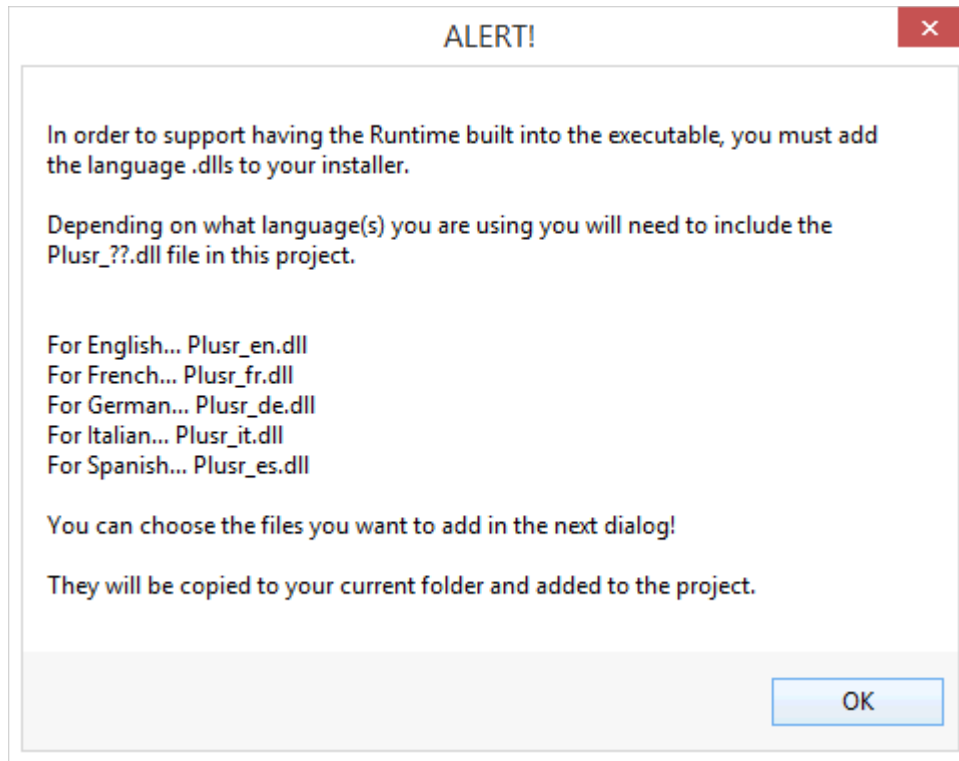 ALERT!
In order to support having the Runtime built into the executable, you must add
the language .dlls to your installer.
Depending on what language(s) you are using you will need to include the
Plusr_??.dll file in this project.
For English... Plusr_en.dll
For French... Plusr_fr.dll
For German... Plusr_de.dll
For Italian... Plusr_it.dll
For Spanish... Plusr_es.dll
You can choose the files you want to add in the next dialog!
They will be copied to your current folder and added to the project.
OK